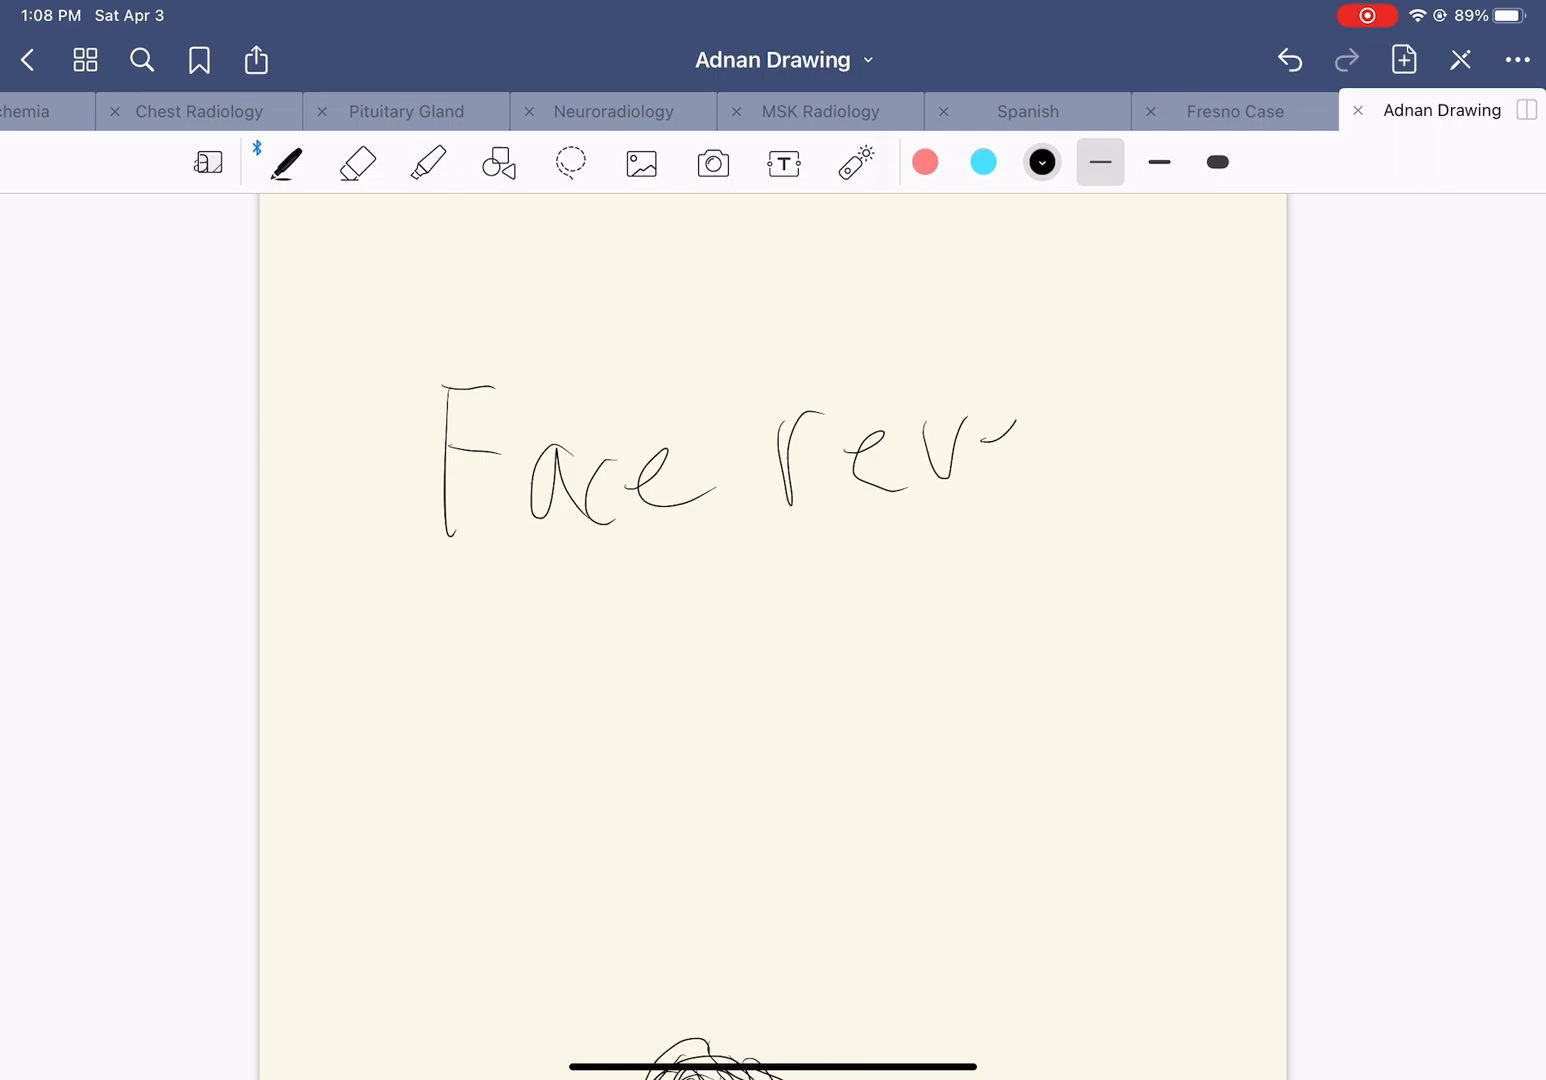 1:08 PM Sat Apr 3
89%
Adnan Drawing
chemia
Chest Radiology
Pituitary Gland
Neuroradiology
MSK Radiology
Spanish
Fresno Case
Adnan Drawing
Face rev